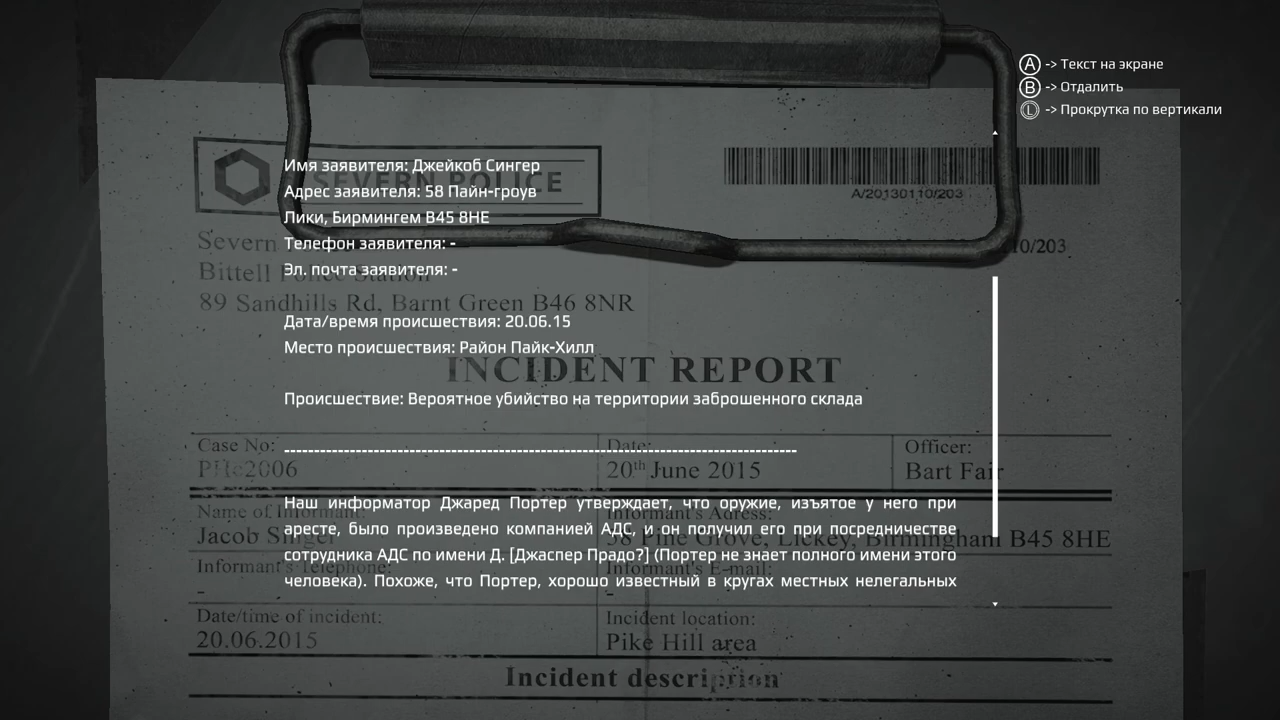 A -> Текст на экране
B -> Отдалить
L -> Прокрутка по вертикали
SEVERN POLICE
A/20130110/203
10/203
Severn
Bittell Police Station
89 Sandhills Rd, Barnt Green B46 8NR
INCIDENT REPORT
Case No:
Date:
Officer:
PHc2006
20th June 2015
Bart Fair
Name of Informant:
Informant's Adress:
Jacob Singer
58 Pine Grove, Lickey, Birmingham B45 8HE
Informant's Telephone:
Informant's E-mail:
-
-
Date/time of incident:
Incident location:
20.06.2015
Pike Hill area
Incident description
Имя заявителя: Джейкоб Сингер
Адрес заявителя: 58 Пайн-гроув
Лики, Бирмингем B45 8HE
Телефон заявителя: -
Эл. почта заявителя: -
Дата/время происшествия: 20.06.15
Место происшествия: Район Пайк-Хилл
Происшествие: Вероятное убийство на территории заброшенного склада
--------------------------------------------------------------------------------------
Наш информатор Джаред Портер утверждает, что оружие, изъятое у него при
аресте, было произведено компанией АДС, и он получил его при посредничестве
сотрудника АДС по имени Д. [Джаспер Прадо?] (Портер не знает полного имени этого
человека). Похоже, что Портер, хорошо известный в кругах местных нелегальных